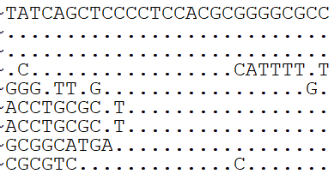 ~TATCAGCTCCCCTCCACGCGGGGCGCC
~...........................
~...........................
~.C.................CATTTT.T
~GGG.TT.G.................G.
~ACCTGCGC.T.................
~ACCTGCGC.T.................
~GCGGCATGA..................
~CGCGTC.............C.......